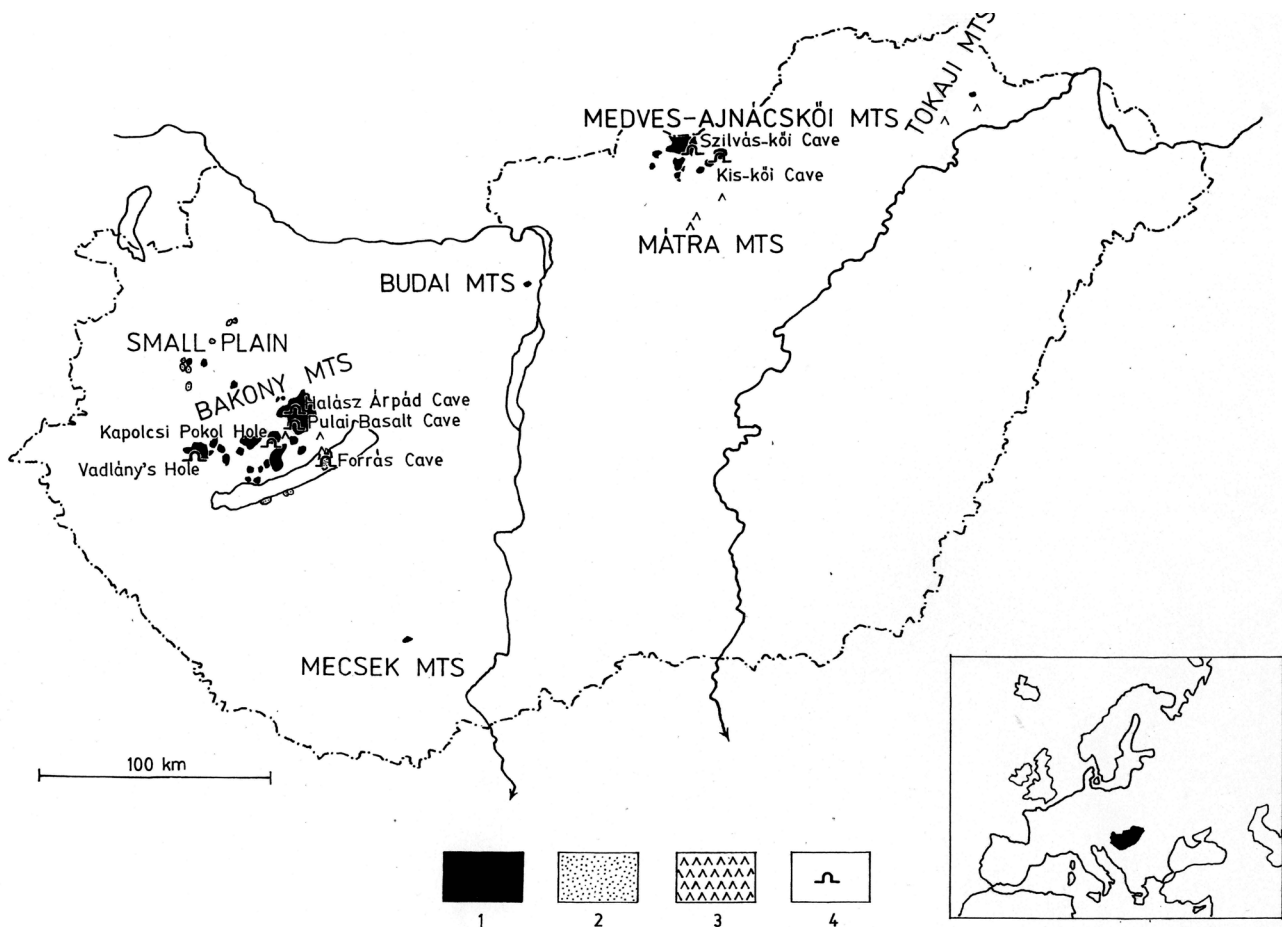 TOKAJI MTS
MEDVES-AJNÁCSKŐI MTS
Szilvás-kői Cave
Kis-kői Cave
MÁTRA MTS
BUDAI MTS
SMALL PLAIN
BAKONY MTS
Halász Árpád Cave
Pulai-Basalt Cave
Kapolcsi Pokol Hole
Vadlány's Hole
Forrás Cave
MECSEK MTS
100 km
1
2
3
4